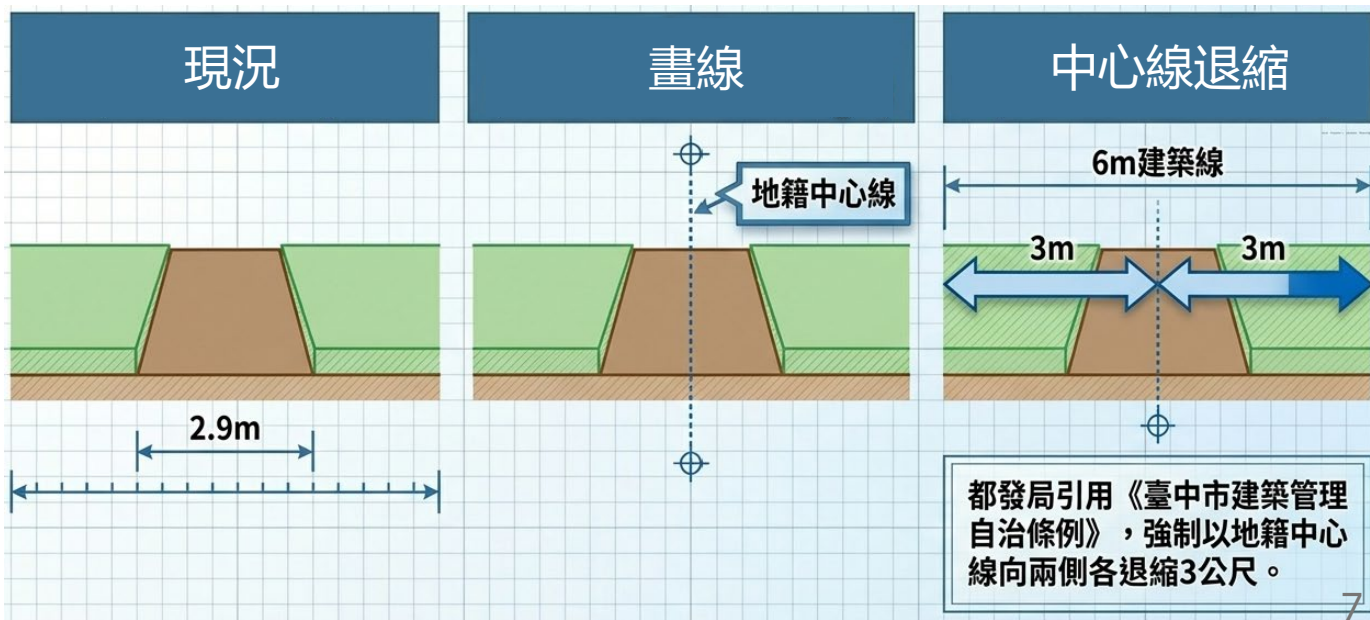 現況
畫線
中心線退縮
地籍中心線
6m建築線
3m
3m
2.9m
都發局引用《臺中市建築管理
自治條例》，強制以地籍中心
線向兩側各退縮3公尺。
7